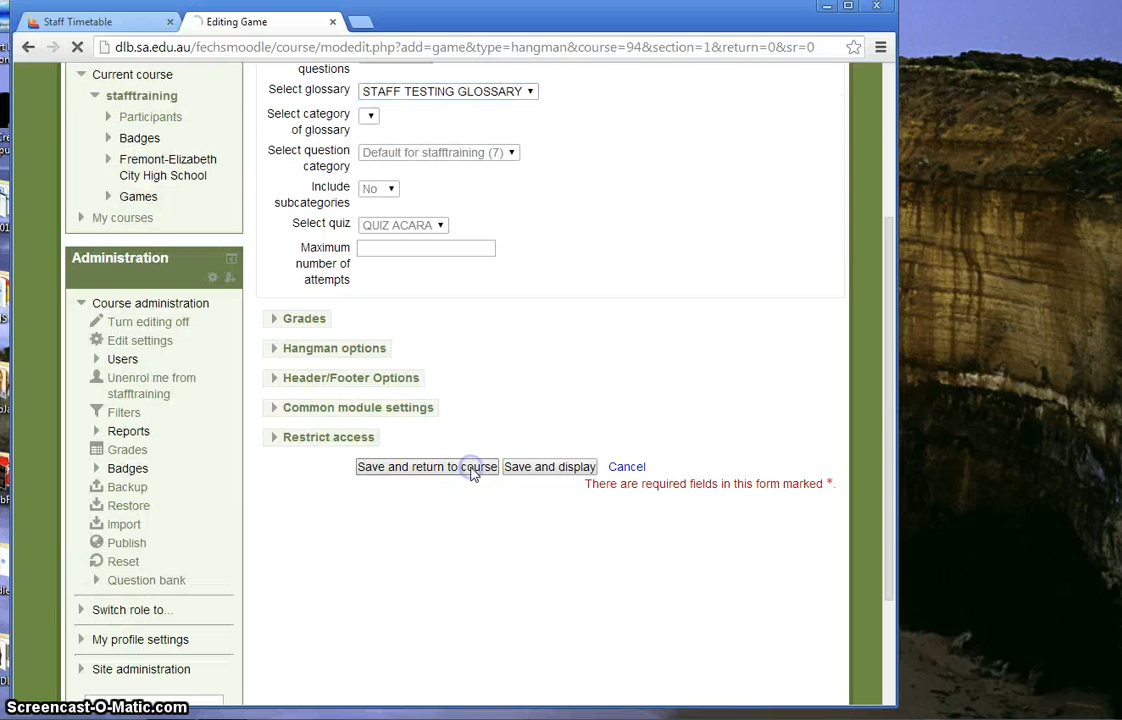 Staff Timetable
Editing Game
dlb.sa.edu.au/fechsmoodle/course/modedit.php?add=game&type=hangman&course=94&section=1&return=0&sr=0
Current course
stafftraining
Participants
Badges
Fremont-Elizabeth
City High School
Games
My courses
Administration
Course administration
Turn editing off
Edit settings
Users
Unenrol me from
stafftraining
Filters
Reports
Grades
Badges
Backup
Restore
Import
Publish
Reset
Question bank
Switch role to...
My profile settings
Site administration
questions
Select glossary
STAFF TESTING GLOSSARY
Select category
of glossary
Select question
category
Default for stafftraining (7)
Include
subcategories
No
Select quiz
QUIZ ACARA
Maximum
number of
attempts
Grades
Hangman options
Header/Footer Options
Common module settings
Restrict access
Save and return to course
Save and display
Cancel
There are required fields in this form marked *.
Screencast-O-Matic.com